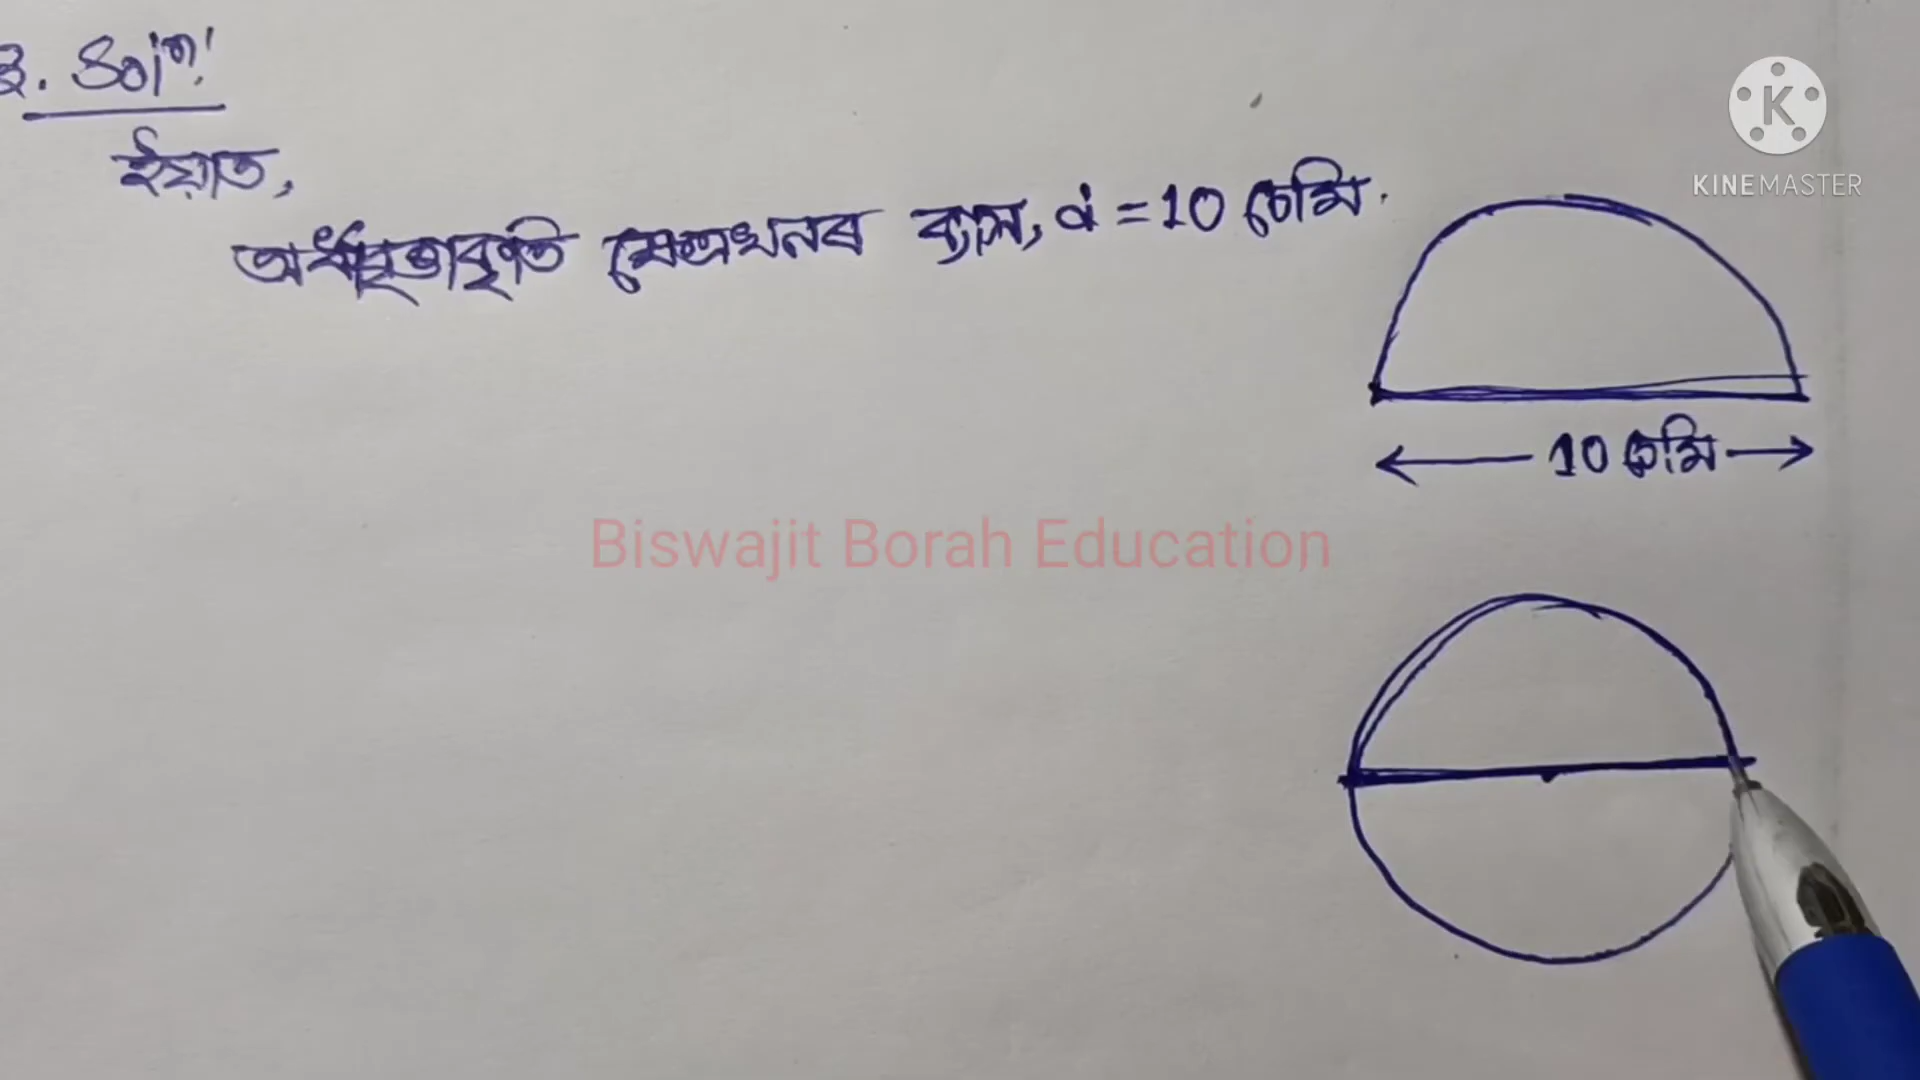 3. Solⁿ!
ইয়াত,
অৰ্ধবৃত্তাকৃতি ক্ষেত্ৰখনৰ ব্যাস, d = 10 চেমি.
10 চেমি
KINEMASTER
Biswajit Borah Education